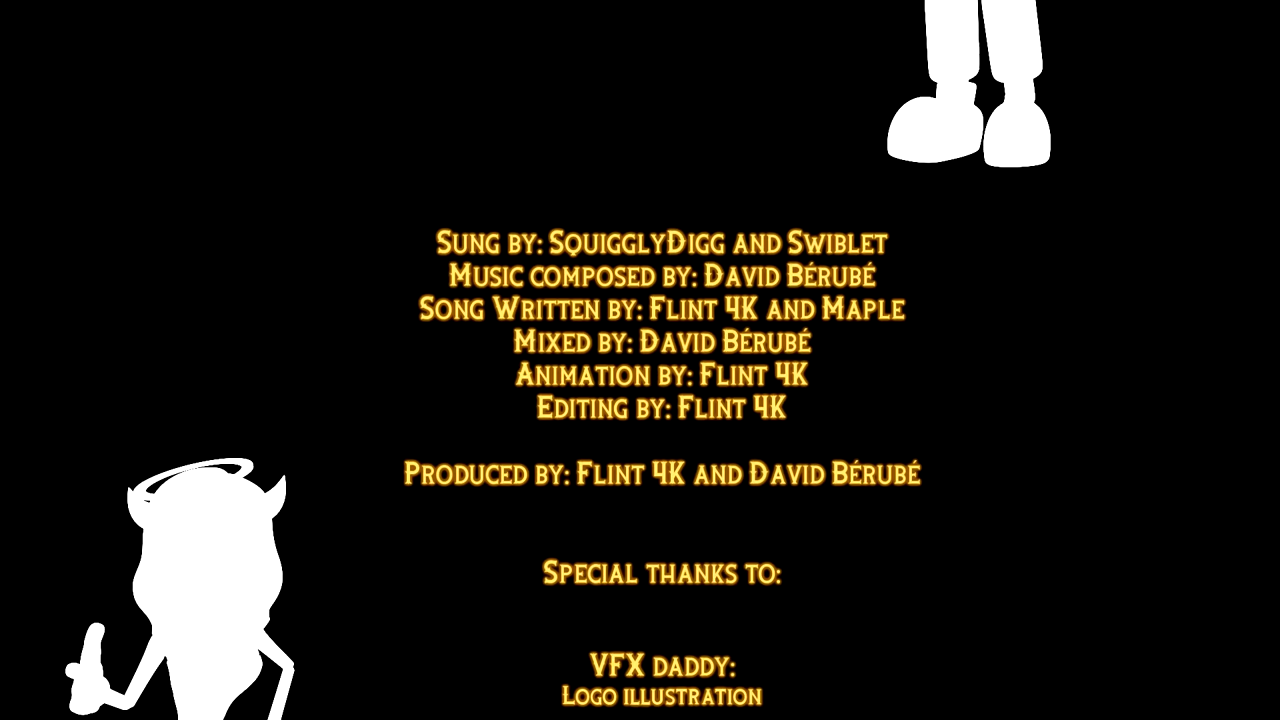 Sung by: SquigglyDigg and Swiblet
Music composed by: David Bérubé
Song Written by: Flint 4K and Maple
Mixed by: David Bérubé
Animation by: Flint 4K
Editing by: Flint 4K
Produced by: Flint 4K and David Bérubé
Special thanks to:
VFX daddy:
Logo illustration